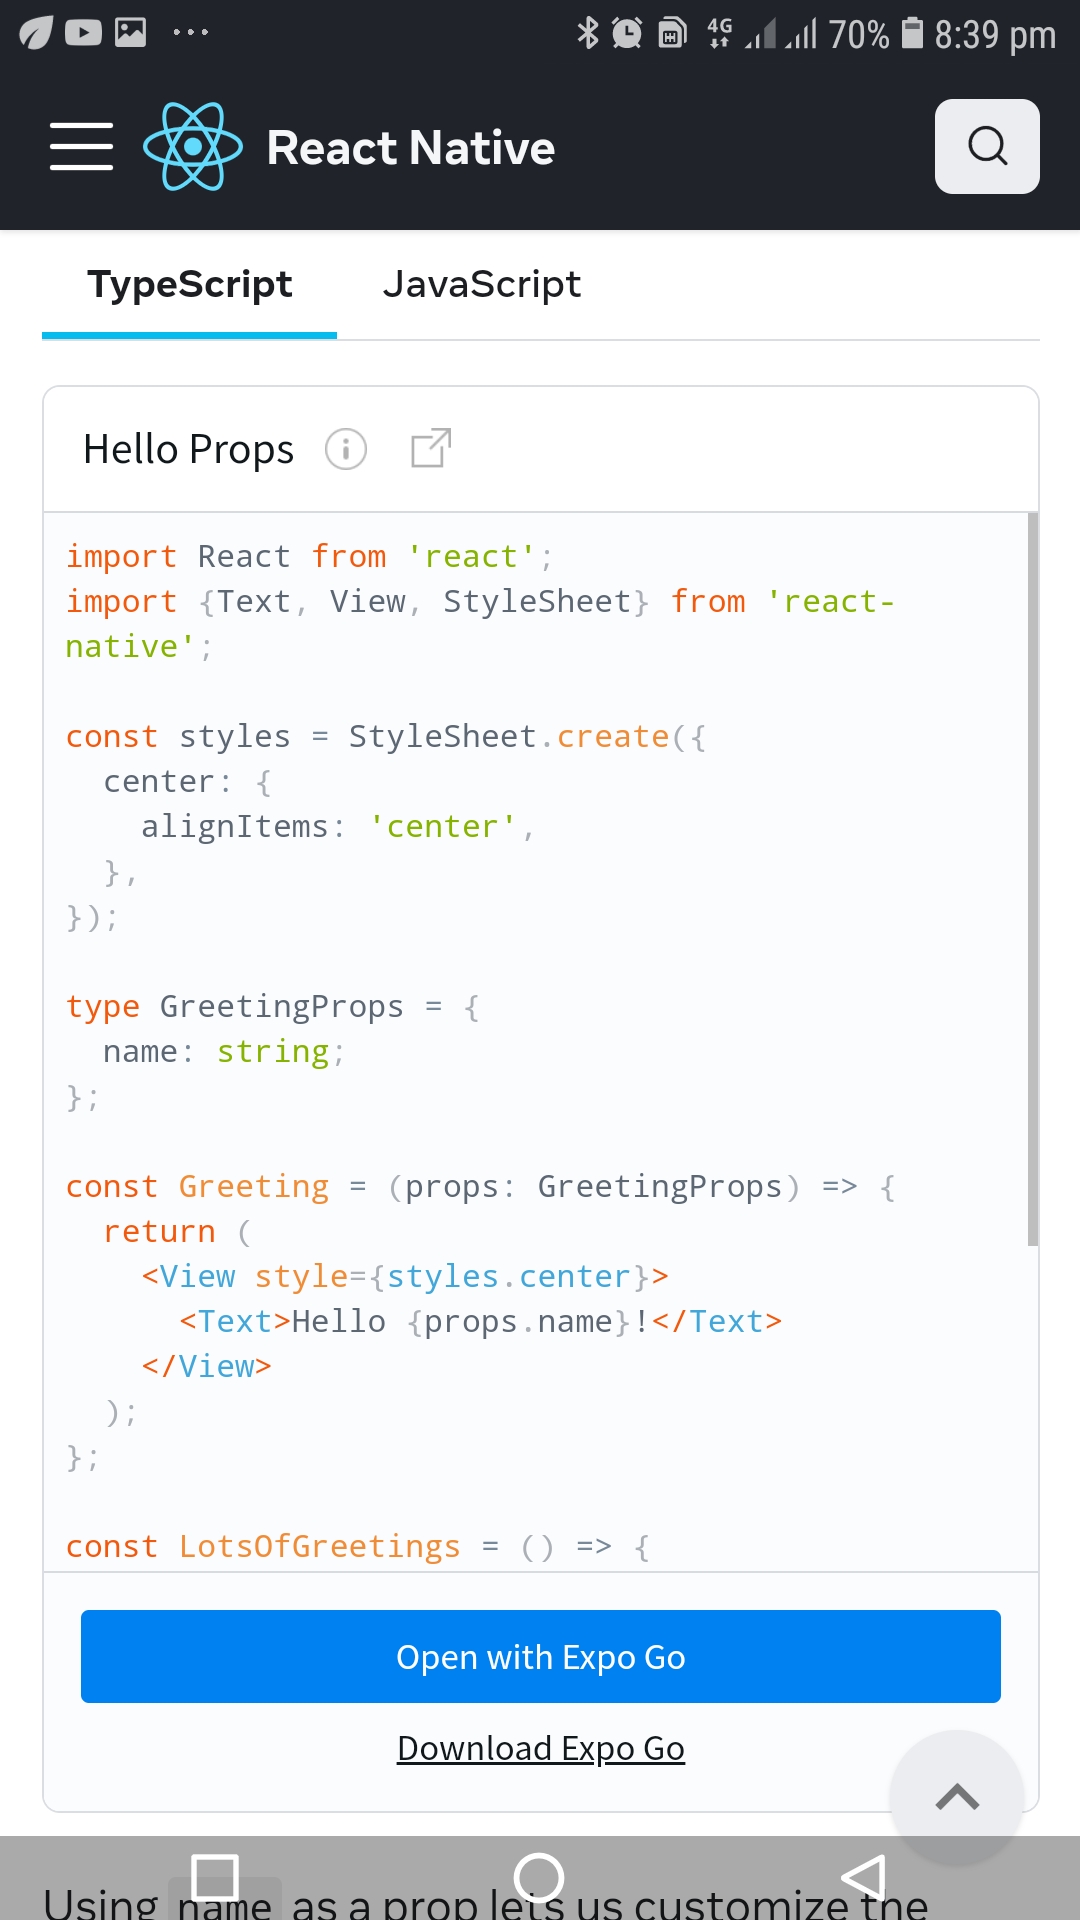 4G 70% 8:39 pm
React Native
TypeScript JavaScript
Hello Props
import React from 'react';
import {Text, View, StyleSheet} from 'react-
native';
const styles = StyleSheet.create({
  center: {
    alignItems: 'center',
  },
});
type GreetingProps = {
  name: string;
};
const Greeting = (props: GreetingProps) => {
  return (
    <View style={styles.center}>
      <Text>Hello {props.name}!</Text>
    </View>
  );
};
const LotsOfGreetings = () => {
Open with Expo Go
Download Expo Go
Using name as a prop lets us customize the